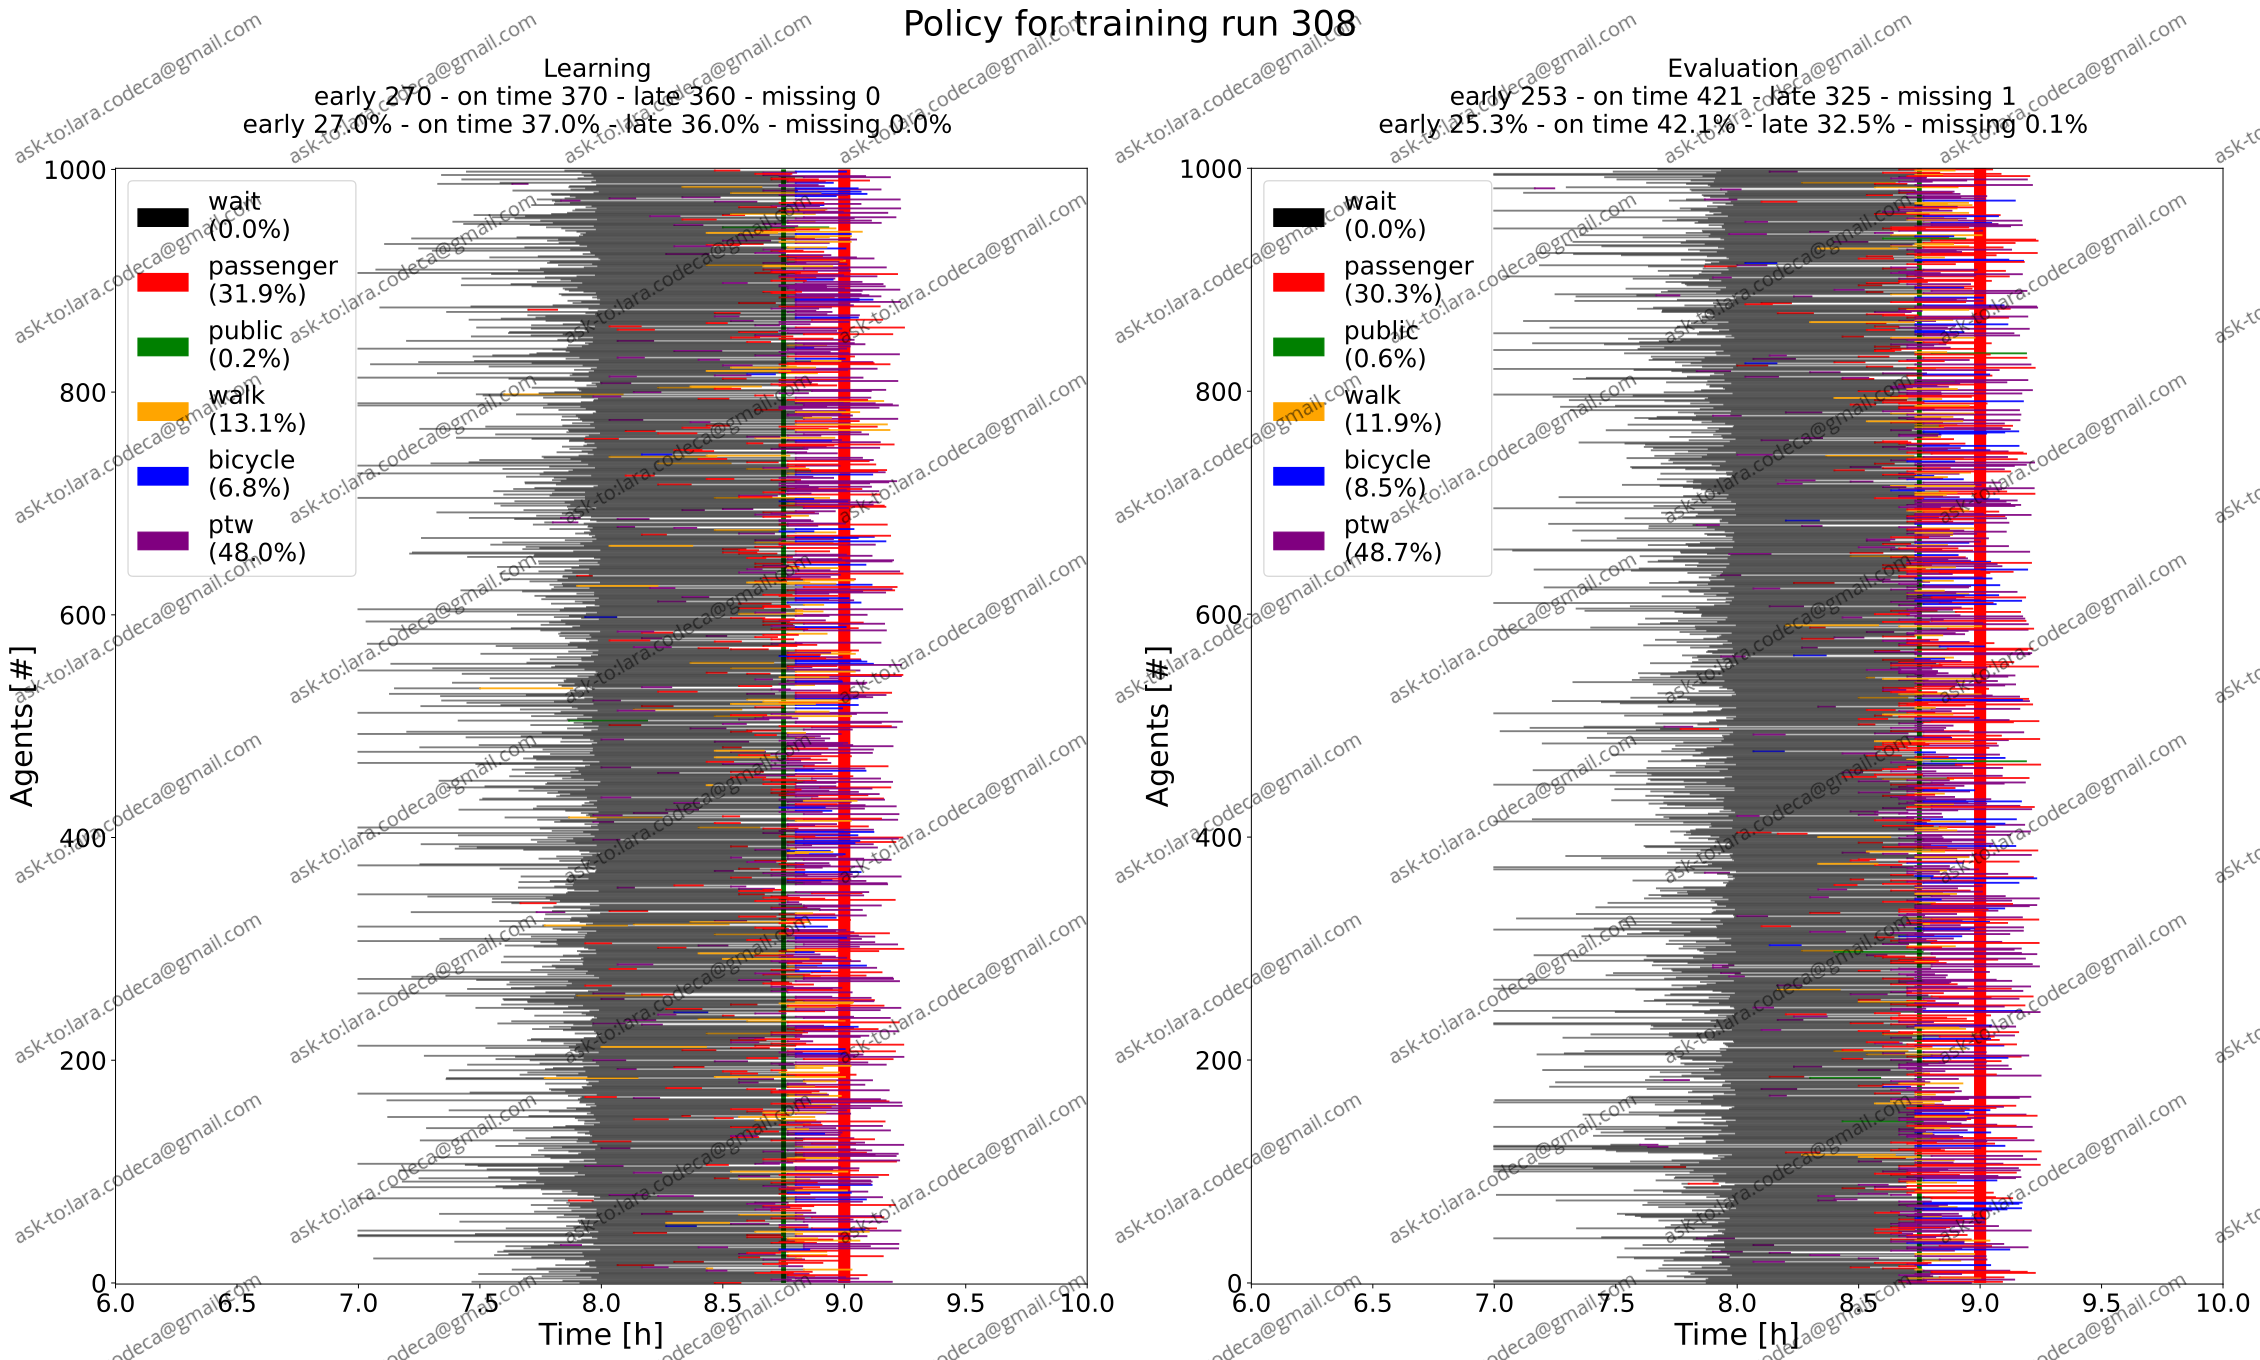 Policy for training run 308
Learning
early 270 - on time 370 - late 360 - missing 0
early 27.0% - on time 37.0% - late 36.0% - missing 0.0%
1000
800
600
400
200
0
Agents [#]
wait
(0.0%)
passenger
(31.9%)
public
(0.2%)
walk
(13.1%)
bicycle
(6.8%)
ptw
(48.0%)
6.0 6.5 7.0 7.5 8.0 8.5 9.0 9.5 10.0
Time [h]
Evaluation
early 253 - on time 421 - late 325 - missing 1
early 25.3% - on time 42.1% - late 32.5% - missing 0.1%
1000
800
600
400
200
0
Agents [#]
wait
(0.0%)
passenger
(30.3%)
public
(0.6%)
walk
(11.9%)
bicycle
(8.5%)
ptw
(48.7%)
6.0 6.5 7.0 7.5 8.0 8.5 9.0 9.5 10.0
Time [h]
ask-to:lara.codeca@gmail.com